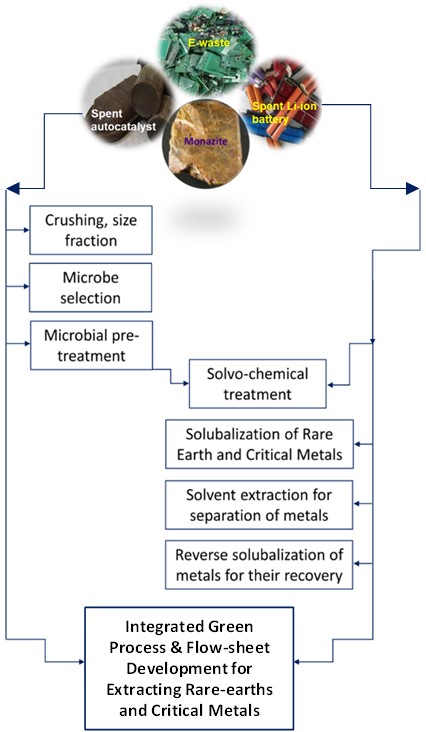 E-waste
Spent
autocatalyst
Spent Li-ion
battery
Monazite
Crushing, size
fraction
Microbe
selection
Microbial pre-
treatment
Solvo-chemical
treatment
Solubalization of Rare
Earth and Critical Metals
Solvent extraction for
separation of metals
Reverse solubalization of
metals for their recovery
Integrated Green
Process & Flow-sheet
Development for
Extracting Rare-earths
and Critical Metals